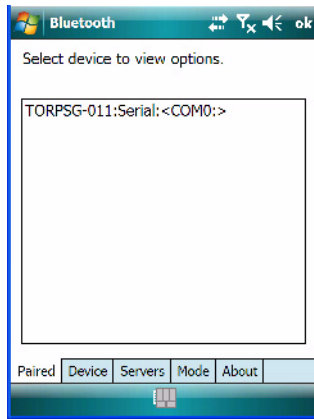 Bluetooth ok
Select device to view options.
TORPSG-011:Serial:<COM0:>
Paired Device Servers Mode About